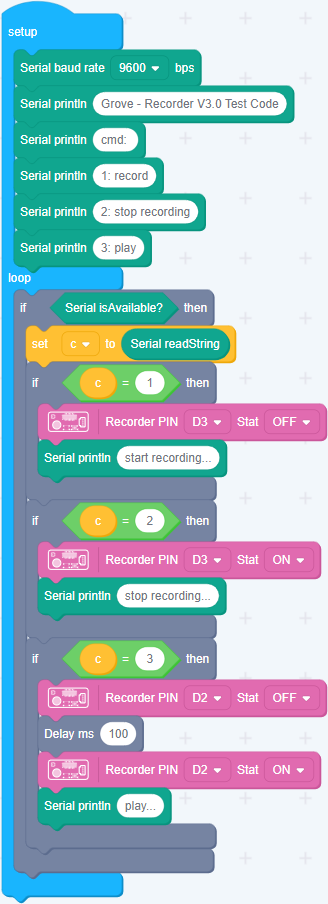 setup
Serial baud rate 9600 bps
Serial println Grove - Recorder V3.0 Test Code
Serial println cmd:
Serial println 1: record
Serial println 2: stop recording
Serial println 3: play
loop
if Serial isAvailable? then
set c to Serial readString
if c = 1 then
Recorder PIN D3 Stat OFF
Serial println start recording...
if c = 2 then
Recorder PIN D3 Stat ON
Serial println stop recording...
if c = 3 then
Recorder PIN D2 Stat OFF
Delay ms 100
Recorder PIN D2 Stat ON
Serial println play...